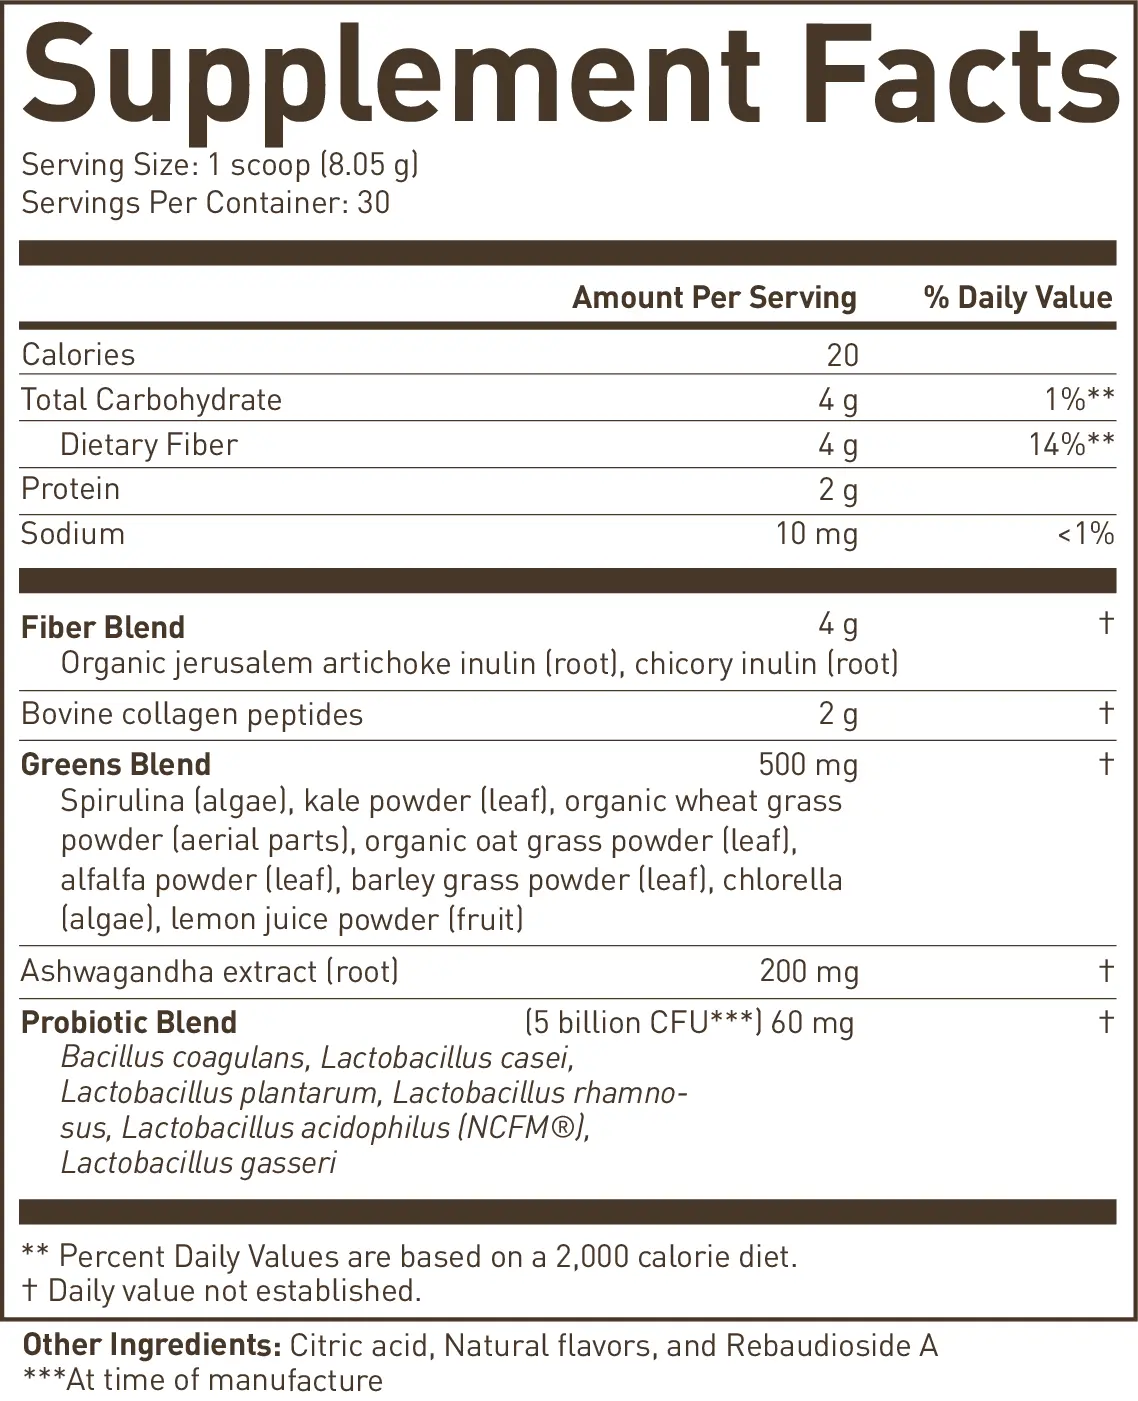 Supplement Facts
Serving Size: 1 scoop (8.05 g)
Servings Per Container: 30
Amount Per Serving % Daily Value
Calories 20
Total Carbohydrate 4 g 1%**
Dietary Fiber 4 g 14%**
Protein 2 g
Sodium 10 mg <1%
Fiber Blend 4 g †
Organic jerusalem artichoke inulin (root), chicory inulin (root)
Bovine collagen peptides 2 g †
Greens Blend 500 mg †
Spirulina (algae), kale powder (leaf), organic wheat grass
powder (aerial parts), organic oat grass powder (leaf),
alfalfa powder (leaf), barley grass powder (leaf), chlorella
(algae), lemon juice powder (fruit)
Ashwagandha extract (root) 200 mg †
Probiotic Blend (5 billion CFU***) 60 mg †
Bacillus coagulans, Lactobacillus casei,
Lactobacillus plantarum, Lactobacillus rhamno-
sus, Lactobacillus acidophilus (NCFM®),
Lactobacillus gasseri
** Percent Daily Values are based on a 2,000 calorie diet.
† Daily value not established.
Other Ingredients: Citric acid, Natural flavors, and Rebaudioside A
***At time of manufacture